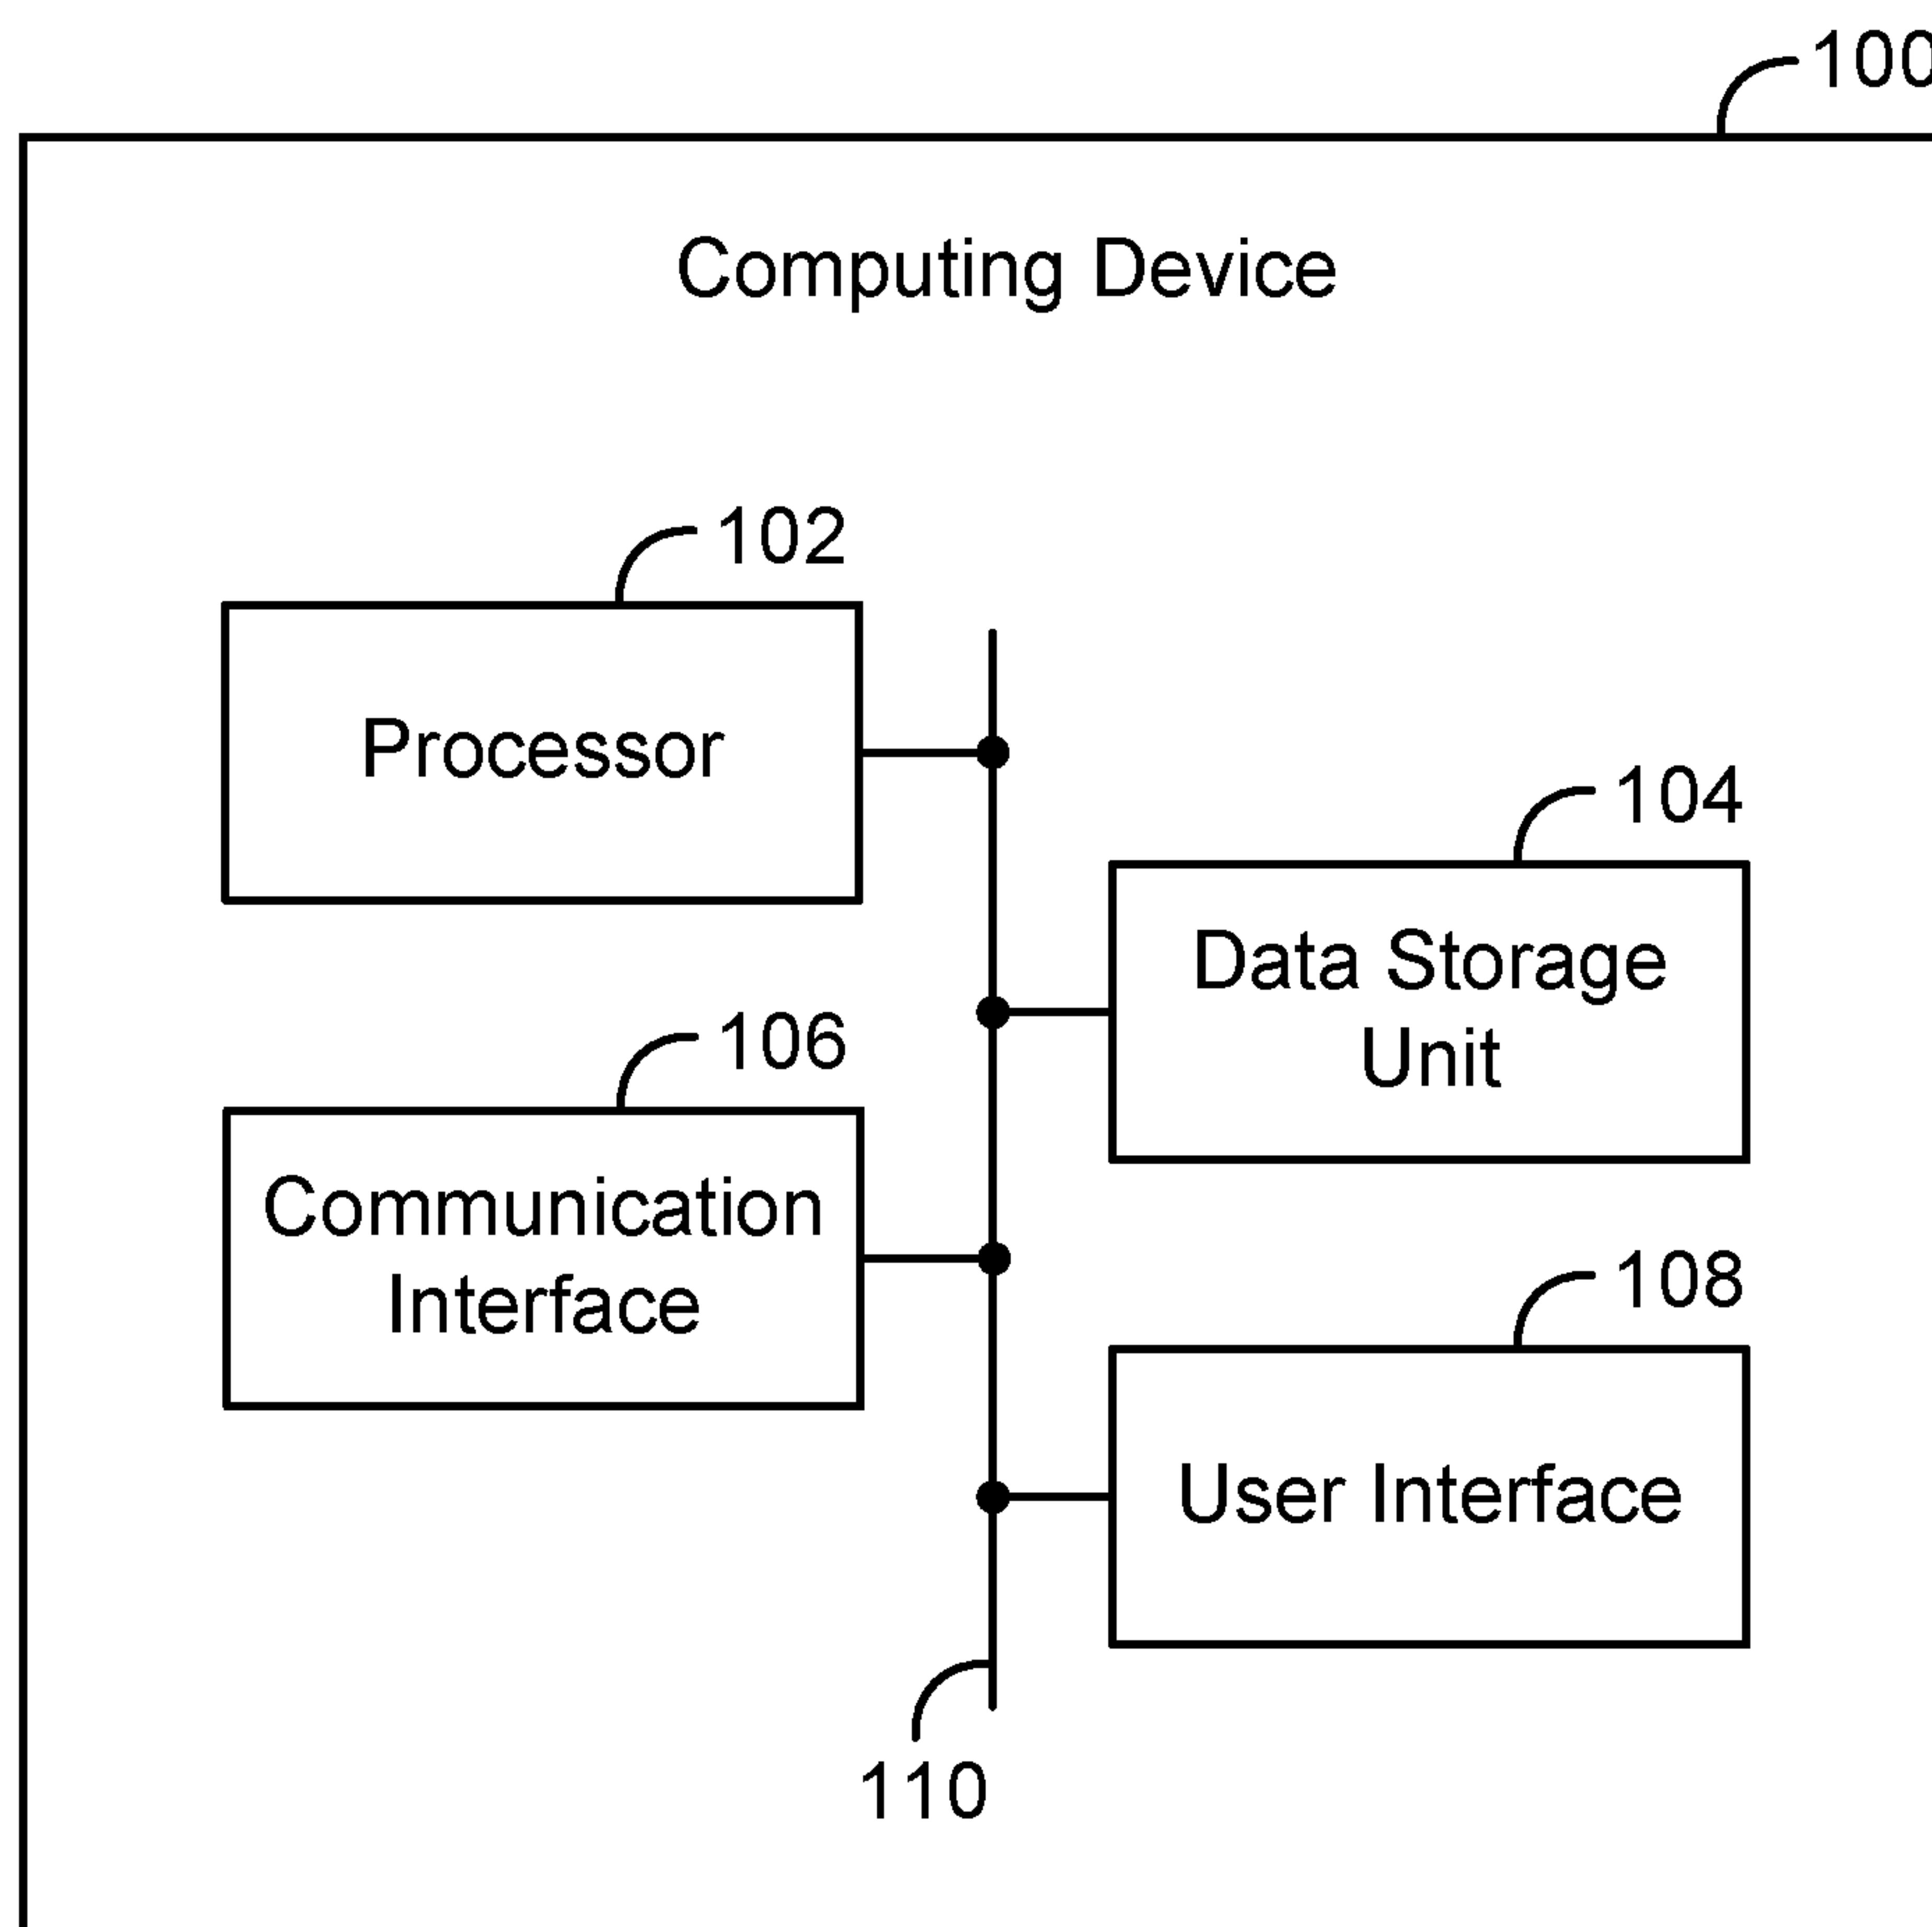 100
Computing Device
102
Processor
104
Data Storage
Unit
106
Communication
Interface
108
User Interface
110